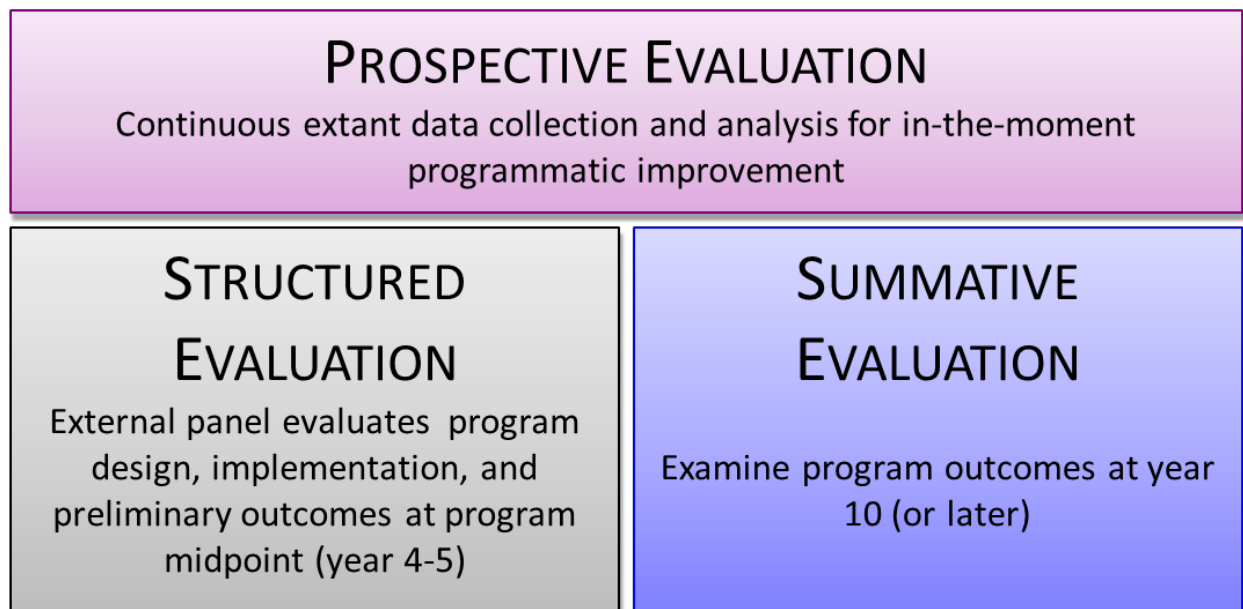 PROSPECTIVE EVALUATION
Continuous extant data collection and analysis for in-the-moment
programmatic improvement
STRUCTURED
EVALUATION
External panel evaluates program
design, implementation, and
preliminary outcomes at program
midpoint (year 4-5)
SUMMATIVE
EVALUATION
Examine program outcomes at year
10 (or later)